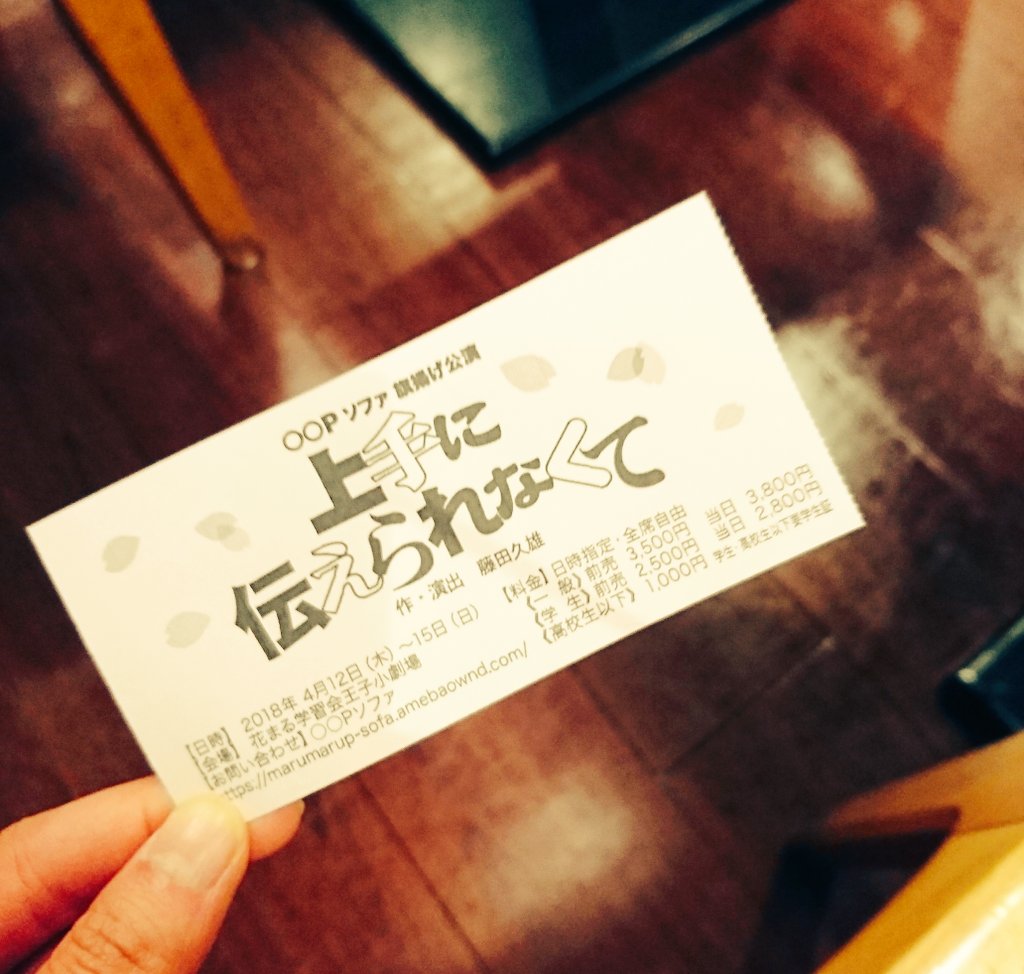 〇〇P ソファ 旗揚げ公演
上手に
伝えられなくて
作・演出 藤田久雄
【日時】 2018年 4月12日（木）～15日（日）
【会場】 花まる学習会王子小劇場
【お問い合わせ】〇〇Pソファ
https://marumarup-sofa.amebaownd.com/
【料金】日時指定・全席自由
《一 般》前売 3,500円 当日 3,800円
《学 生》前売 2,500円 当日 2,800円
《高校生以下》 1,000円 学生・高校生以下要学生証